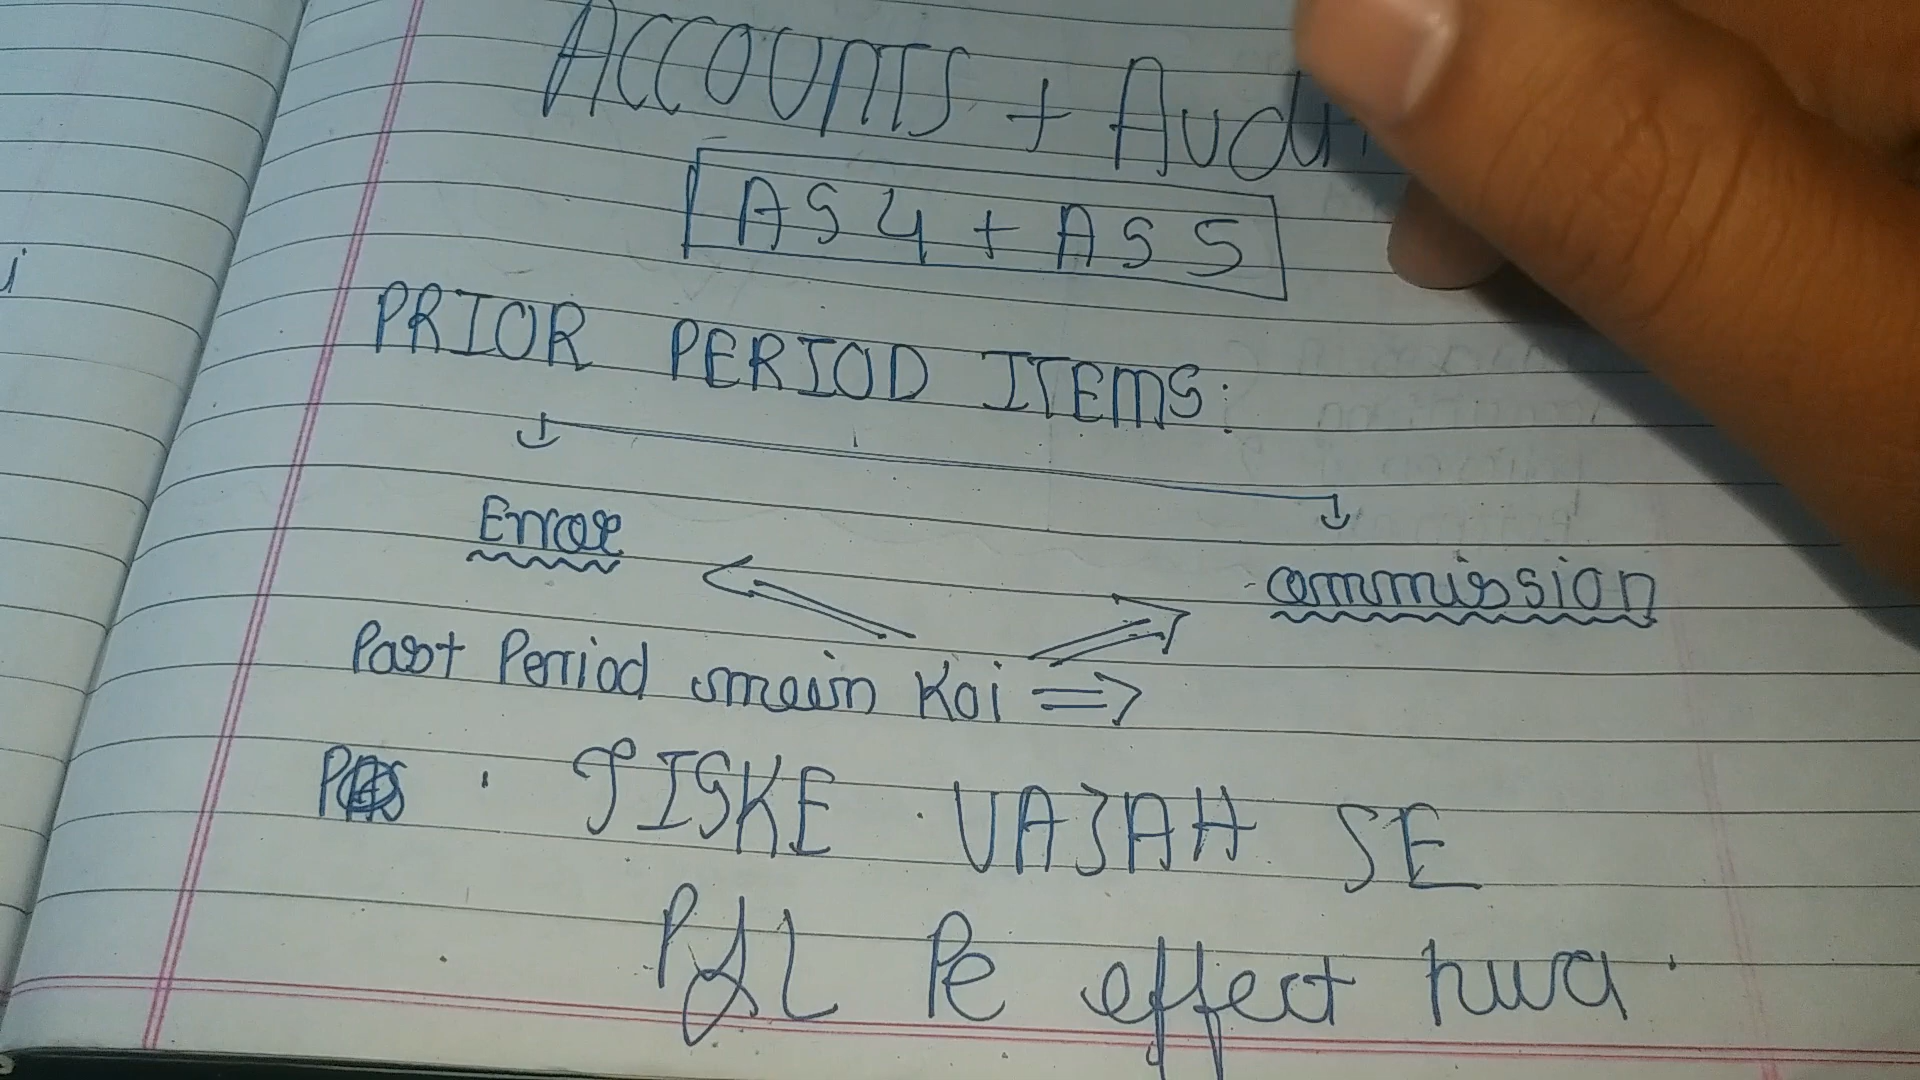 ACCOUNTS + Audi
AS 4 + AS 5
PRIOR PERIOD ITEMS:
Error
commission
Past Period main Koi ⇒
JISKE VAJAH SE
P&L Pe effect hua